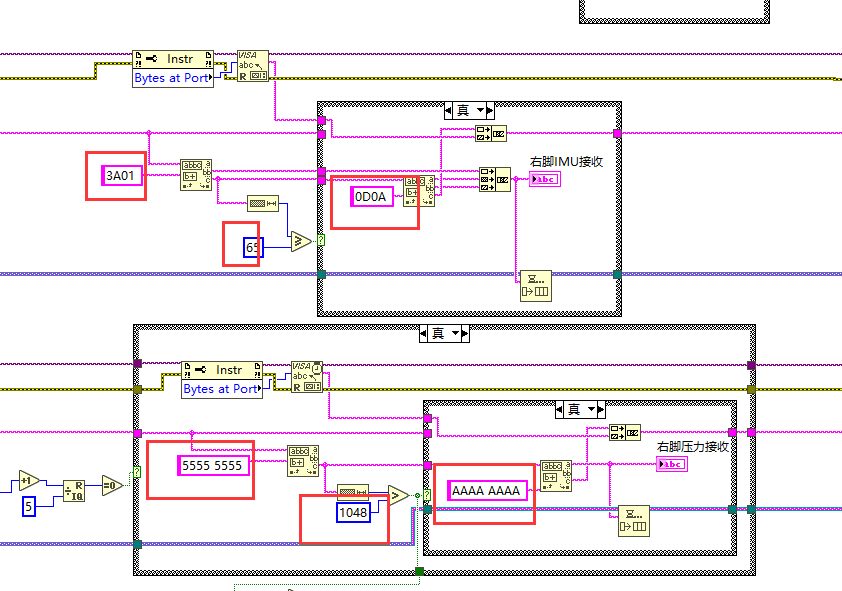 Instr
VISA
abc
R
Bytes at Port
真
3A01
右脚IMU接收
abc
0D0A
65
?
真
Instr
VISA
abc
R
Bytes at Port
真
右脚压力接收
abc
5555 5555
AAAA AAAA
+1
R
IQ
=0
?
>
?
5
1048